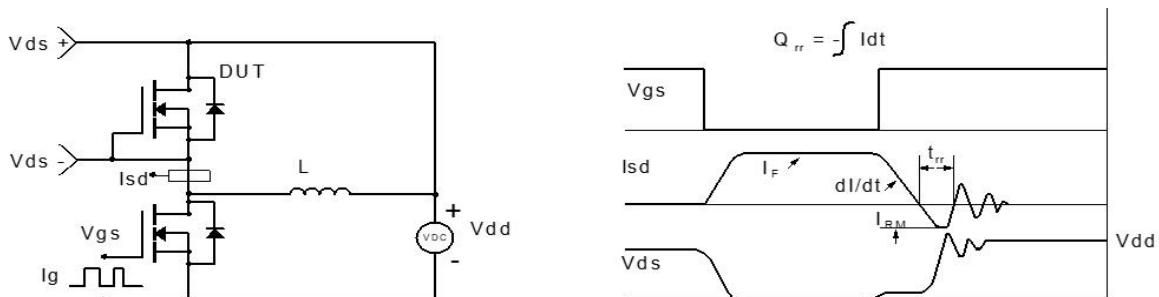 Vds +
DUT
Vds -
Isd
L
Vgs
Ig
+
VDC
-
Vdd
Q rr = -∫ Idt
Vgs
Isd
I F
dI/dt
t rr
I RM
Vds
Vdd